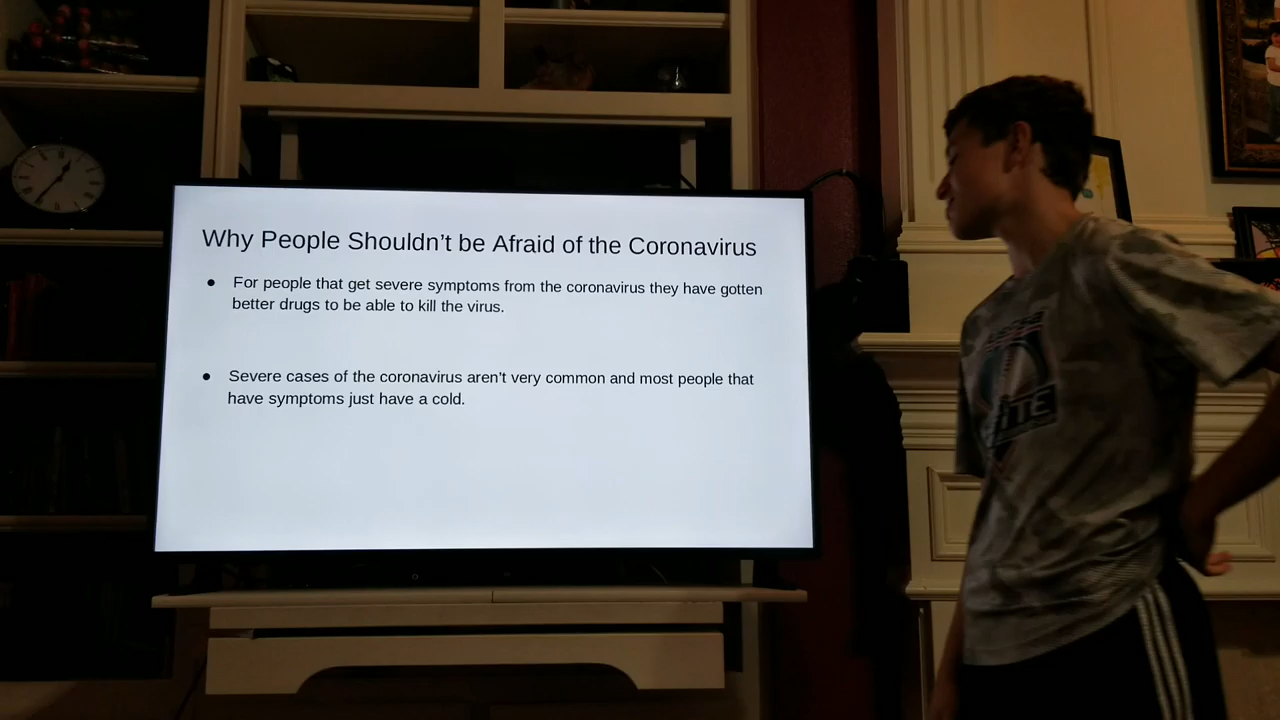 Why People Shouldn't be Afraid of the Coronavirus
● For people that get severe symptoms from the coronavirus they have gotten
better drugs to be able to kill the virus.
● Severe cases of the coronavirus aren't very common and most people that
have symptoms just have a cold.